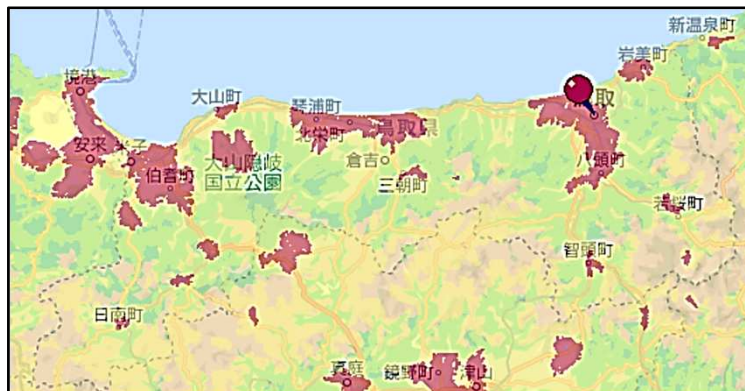 新温泉町
岩美町
境港
大山町
琴浦町
取
鳥取県
北栄町
安来
米子
倉吉
大山隠岐
国立公園
伯耆町
三朝町
八頭町
若桜町
智頭町
日南町
真庭
鏡野町
津山